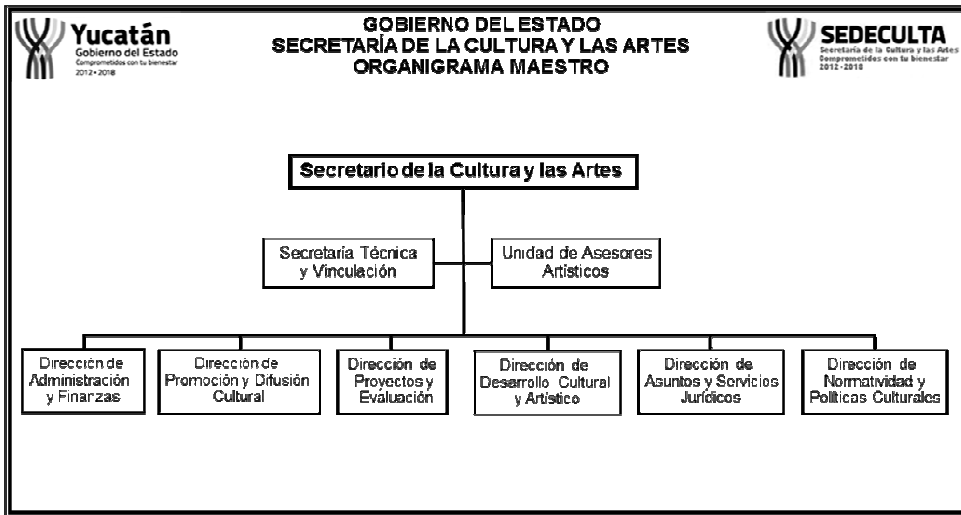 Yucatán
Gobierno del Estado
Comprometidos con tu bienestar
2012-2018
GOBIERNO DEL ESTADO
SECRETARÍA DE LA CULTURA Y LAS ARTES
ORGANIGRAMA MAESTRO
SEDECULTA
Secretaría de la Cultura y las Artes
Comprometidos con tu bienestar
2012-2018
Secretario de la Cultura y las Artes
Secretaría Técnica
y Vinculación
Unidad de Asesores
Artísticos
Dirección de
Administración
y Finanzas
Dirección de
Promoción y Difusión
Cultural
Dirección de
Proyectos y
Evaluación
Dirección de
Desarrollo Cultural
y Artístico
Dirección de
Asuntos y Servicios
Jurídicos
Dirección de
Normatividad y
Políticas Culturales